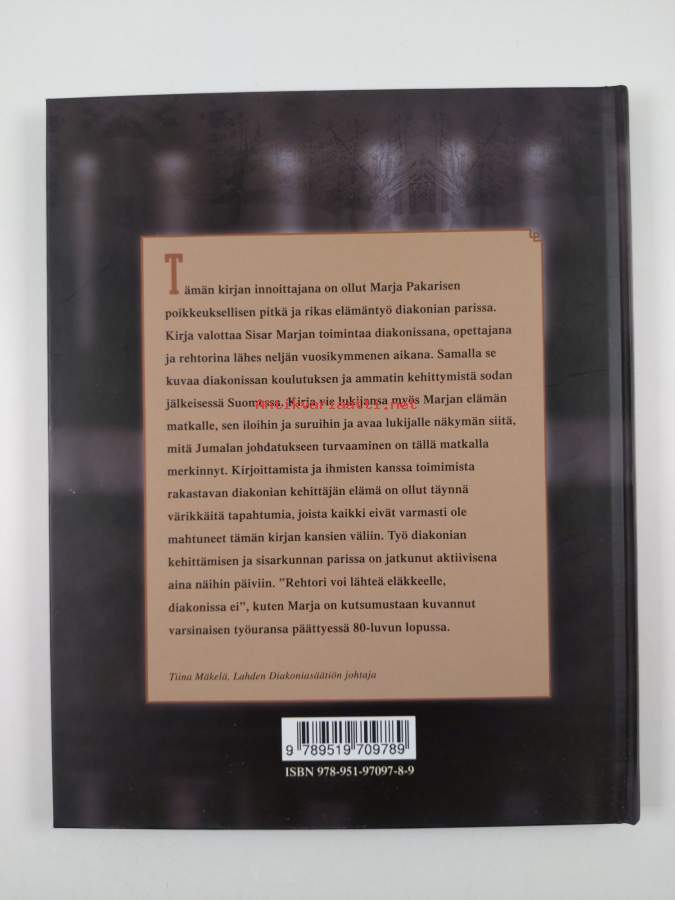 Tämän kirjan innoittajana on ollut Marja Pakarisen
poikkeuksellisen pitkä ja rikas elämäntyö diakonian parissa.
Kirja valottaa Sisar Marjan toimintaa diakonissana, opettajana
ja rehtorina lähes neljän vuosikymmenen aikana. Samalla se
kuvaa diakonissan koulutuksen ja ammatin kehittymistä sodan
jälkeisessä Suomessa. Kirja vie lukijansa myös Marjan elämän
Antikvariaatti.net
matkalle, sen iloihin ja suruihin ja avaa lukijalle näkymän siitä,
mitä Jumalan johdatukseen turvaaminen on tällä matkalla
merkinnyt. Kirjoittamista ja ihmisten kanssa toimimista
rakastavan diakonian kehittäjän elämä on ollut täynnä
värikkäitä tapahtumia, joista kaikki eivät varmasti ole
mahtuneet tämän kirjan kansien väliin. Työ diakonian
kehittämisen ja sisarkunnan parissa on jatkunut aktiivisena
aina näihin päiviin. ”Rehtori voi lähteä eläkkeelle,
diakonissa ei”, kuten Marja on kutsumustaan kuvannut
varsinaisen työuransa päättyessä 80-luvun lopussa.
Tiina Mäkelä, Lahden Diakoniasäätiön johtaja
9 789519 709789
ISBN 978-951-97097-8-9